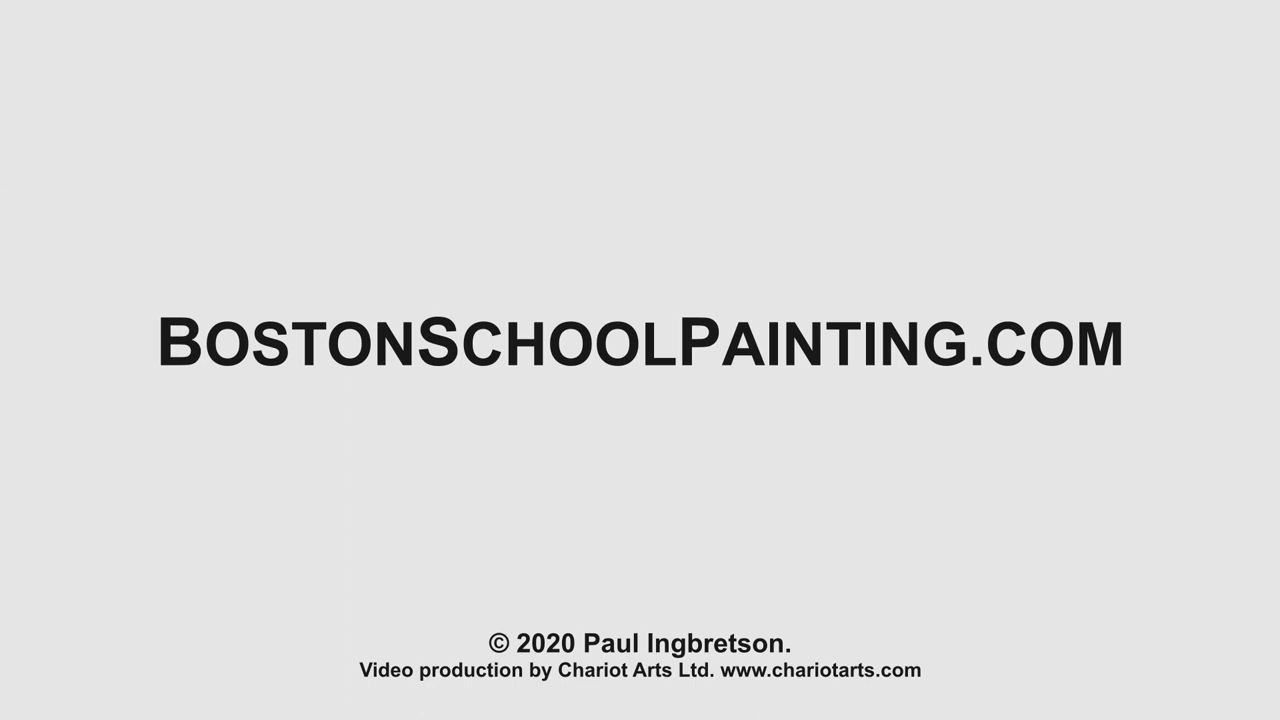 BOSTONSCHOOLPAINTING.COM
© 2020 Paul Ingbretson.
Video production by Chariot Arts Ltd. www.chariotarts.com